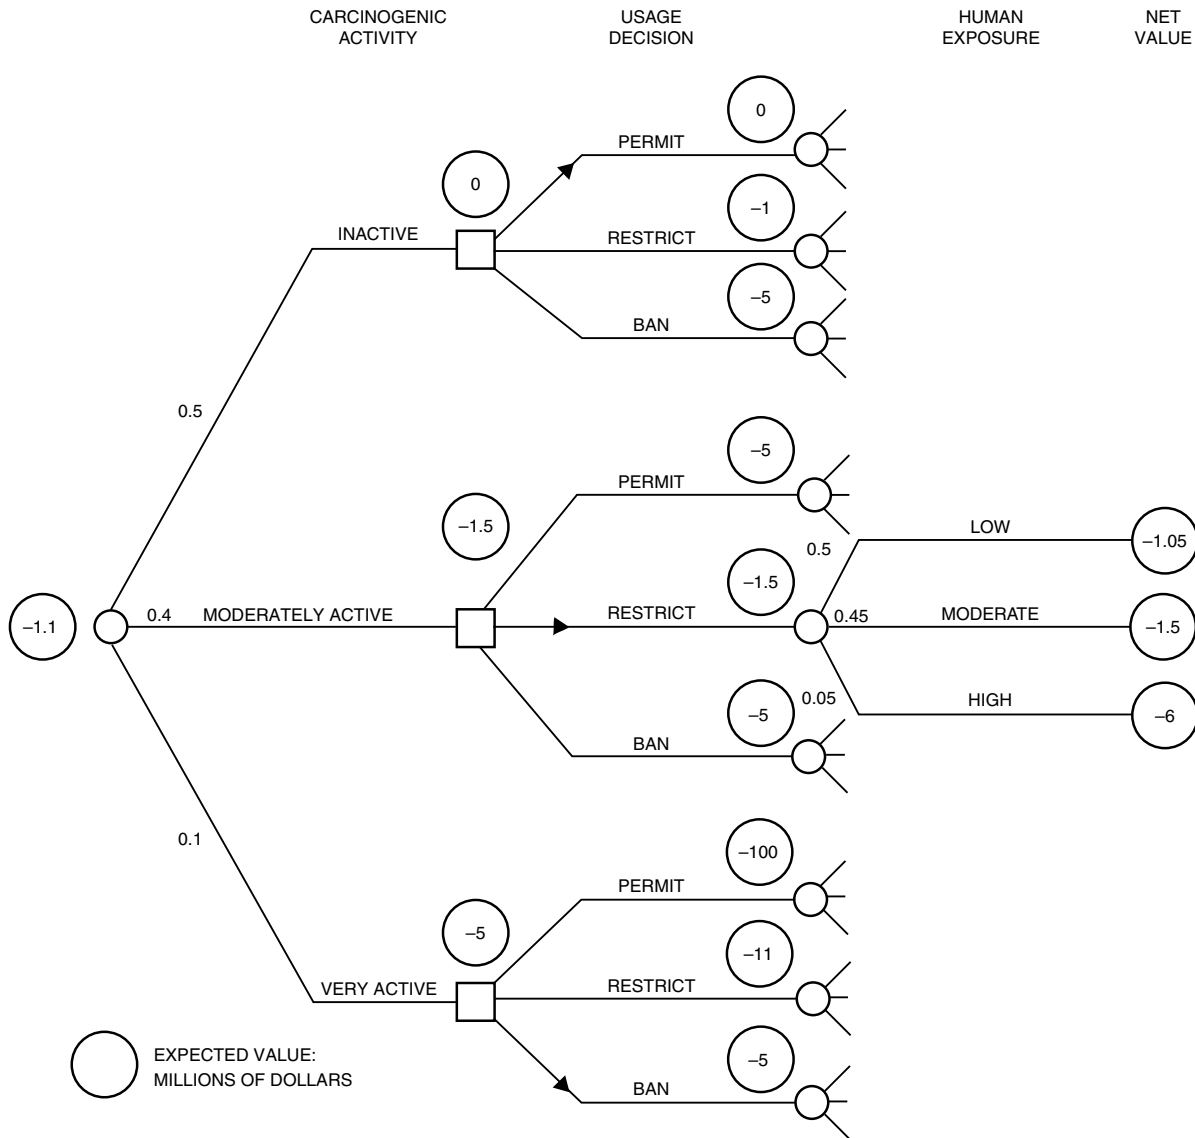 CARCINOGENIC
ACTIVITY
USAGE
DECISION
HUMAN
EXPOSURE
NET
VALUE
0
PERMIT
0
–1
INACTIVE
RESTRICT
–5
BAN
0.5
–5
PERMIT
–1.5
LOW
–1.05
0.5
–1.5
–1.1
0.4
MODERATELY ACTIVE
RESTRICT
0.45
MODERATE
–1.5
–5
0.05
HIGH
–6
BAN
0.1
–100
PERMIT
–5
–11
VERY ACTIVE
RESTRICT
–5
BAN
EXPECTED VALUE:
MILLIONS OF DOLLARS